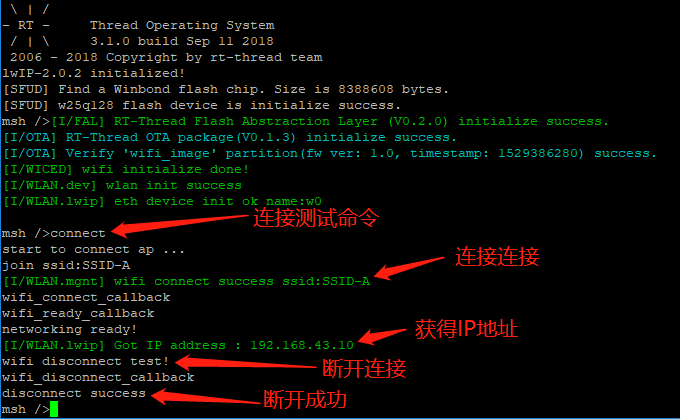 \ | /
- RT - Thread Operating System
/ | \ 3.1.0 build Sep 11 2018
2006 - 2018 Copyright by rt-thread team
lwIP-2.0.2 initialized!
[SFUD] Find a Winbond flash chip. Size is 8388608 bytes.
[SFUD] w25q128 flash device is initialize success.
msh />[I/FAL] RT-Thread Flash Abstraction Layer (V0.2.0) initialize success.
[I/OTA] RT-Thread OTA package(V0.1.3) initialize success.
[I/OTA] Verify 'wifi_image' partition(fw ver: 1.0, timestamp: 1529386280) success.
[I/WICED] wifi initialize done!
[I/WLAN.dev] wlan init success
[I/WLAN.lwip] eth device init ok name:w0
连接测试命令
msh />connect
start to connect ap ...
join ssid:SSID-A
连接连接
[I/WLAN.mgnt] wifi connect success ssid:SSID-A
wifi_connect_callback
wifi_ready_callback
networking ready!
获得IP地址
[I/WLAN.lwip] Got IP address : 192.168.43.10
wifi disconnect test!
断开连接
wifi_disconnect_callback
disconnect success
断开成功
msh />